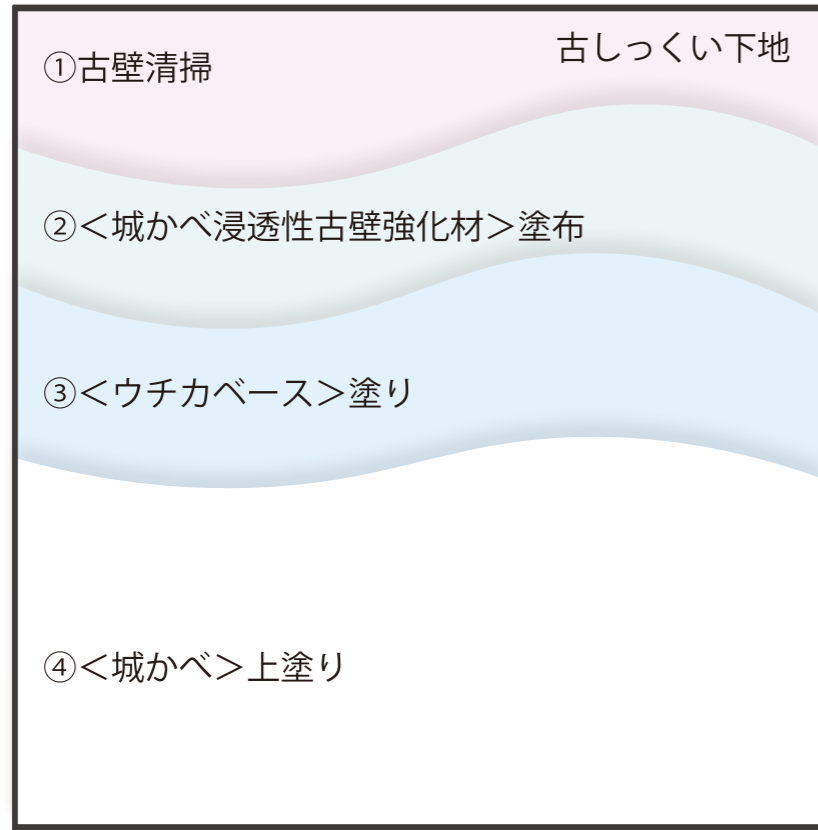 古しっくい下地
①古壁清掃
②＜城かべ浸透性古壁強化材＞塗布
③＜ウチカベース＞塗り
④＜城かべ＞上塗り